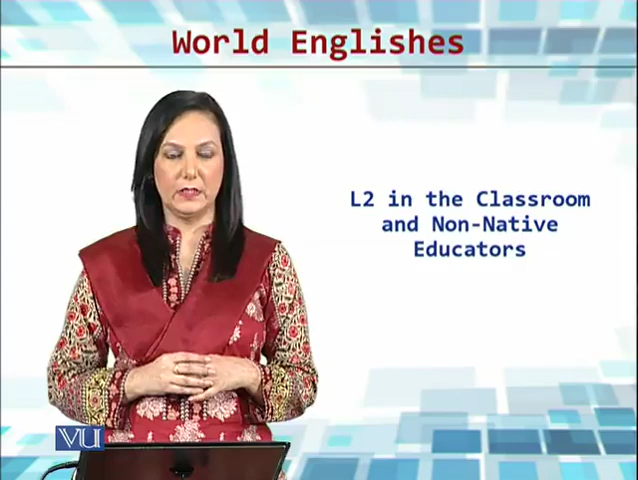 World Englishes
L2 in the Classroom
and Non-Native
Educators
VU